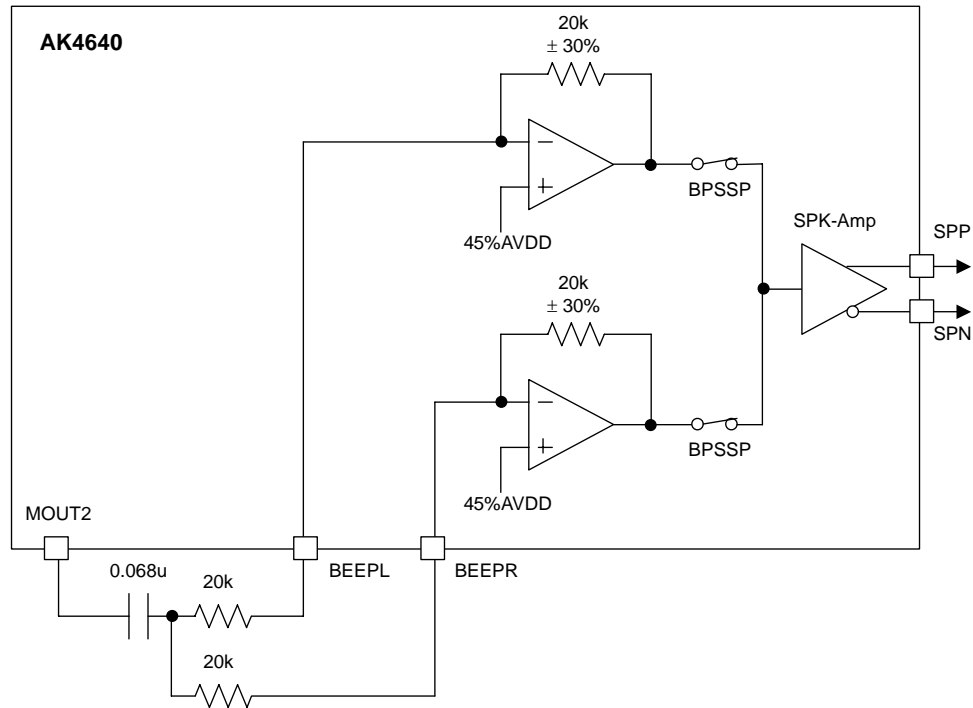 AK4640
20k
± 30%
BPSSP
45%AVDD
SPK-Amp
SPP
20k
± 30%
SPN
BPSSP
45%AVDD
MOUT2
BEEPL
BEEPR
0.068u
20k
20k